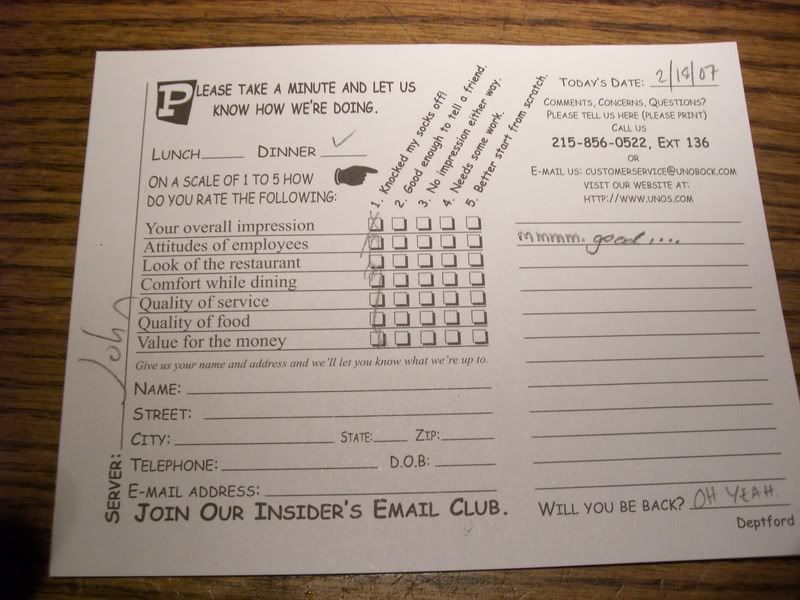 PLEASE TAKE A MINUTE AND LET US
KNOW HOW WE'RE DOING.
LUNCH____ DINNER ✓
ON A SCALE OF 1 TO 5 HOW
DO YOU RATE THE FOLLOWING:
1. Knocked my socks off!
2. Good enough to tell a friend.
3. No impression either way.
4. Needs some work.
5. Better start from scratch.
Your overall impression
Attitudes of employees
Look of the restaurant
Comfort while dining
Quality of service
Quality of food
Value for the money
Give us your name and address and we'll let you know what we're up to.
NAME:
STREET:
CITY: STATE: ZIP:
TELEPHONE: D.O.B:
E-MAIL ADDRESS:
JOIN OUR INSIDER'S EMAIL CLUB.
SERVER: John
TODAY'S DATE: 2/18/07
COMMENTS, CONCERNS, QUESTIONS?
PLEASE TELL US HERE (PLEASE PRINT)
CALL US
215-856-0522, EXT 136
OR
E-MAIL US: CUSTOMERSERVICE@UNOBOCK.COM
VISIT OUR WEBSITE AT:
HTTP://WWW.UNOS.COM
mmmm. good....
WILL YOU BE BACK? OH YEAH.
Deptford